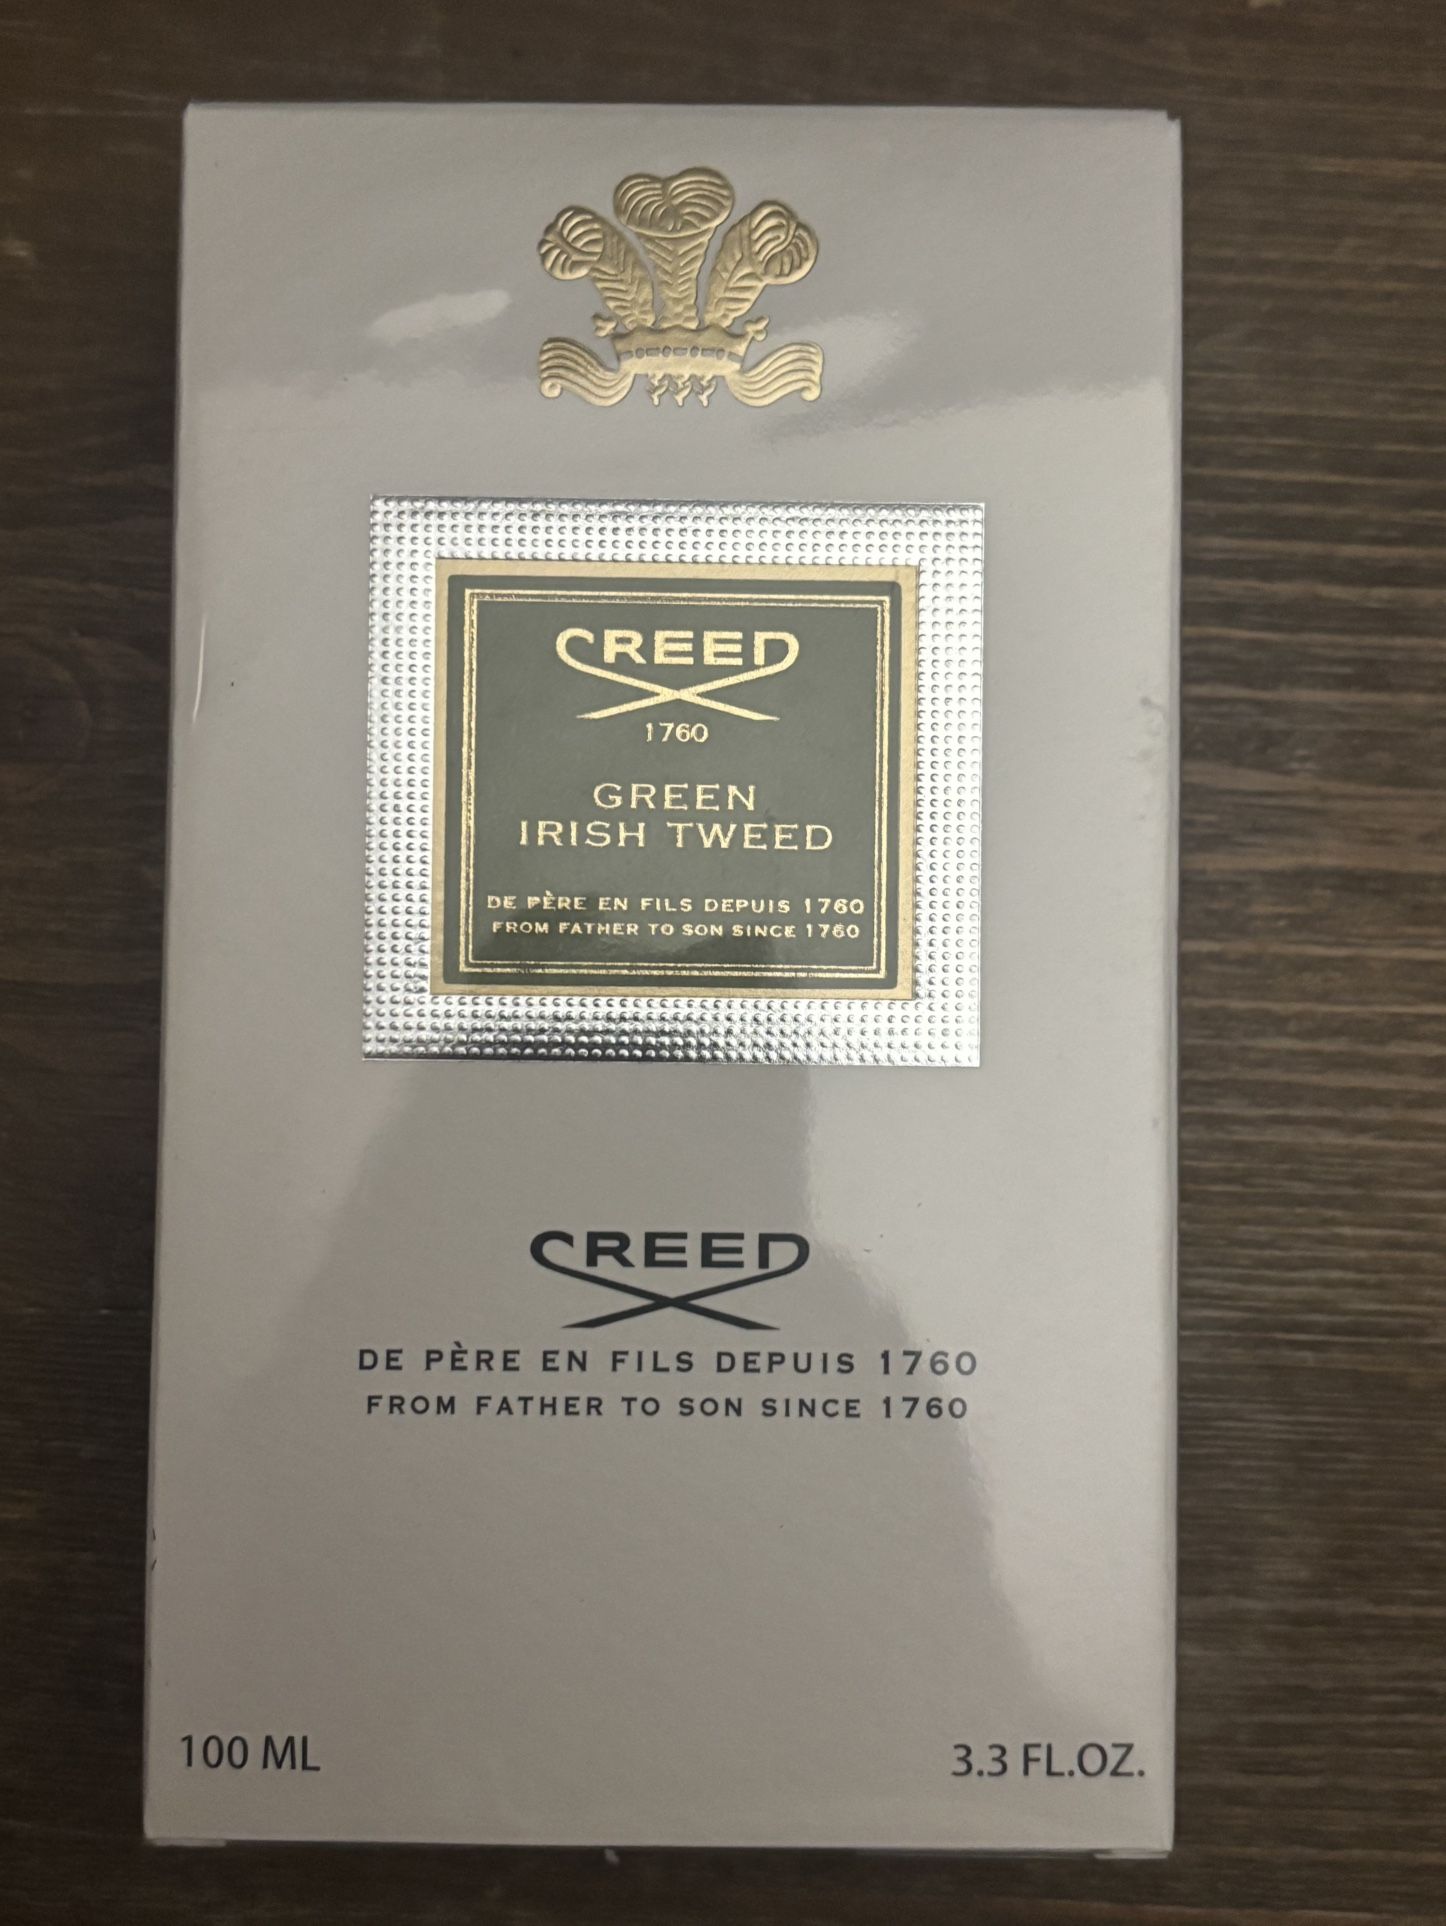 CREED
1760
GREEN
IRISH TWEED
DE PÈRE EN FILS DEPUIS 1760
FROM FATHER TO SON SINCE 1760
CREED
DE PÈRE EN FILS DEPUIS 1760
FROM FATHER TO SON SINCE 1760
100 ML
3.3 FL.OZ.